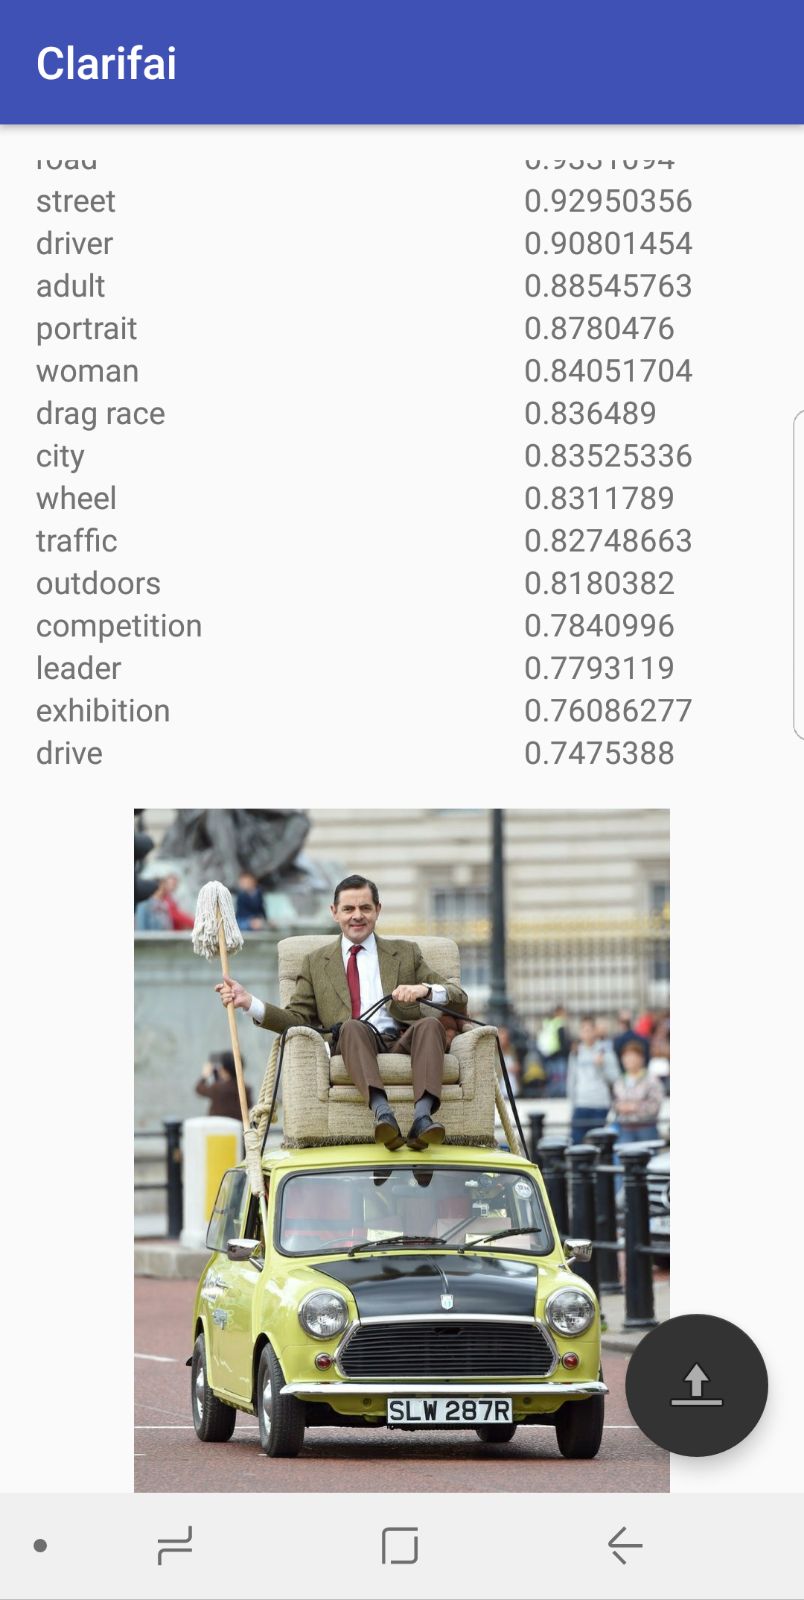 Clarifai
road
street 0.92950356
driver 0.90801454
adult 0.88545763
portrait 0.8780476
woman 0.84051704
drag race 0.836489
city 0.83525336
wheel 0.8311789
traffic 0.82748663
outdoors 0.8180382
competition 0.7840996
leader 0.7793119
exhibition 0.76086277
drive 0.7475388
SLW 287R